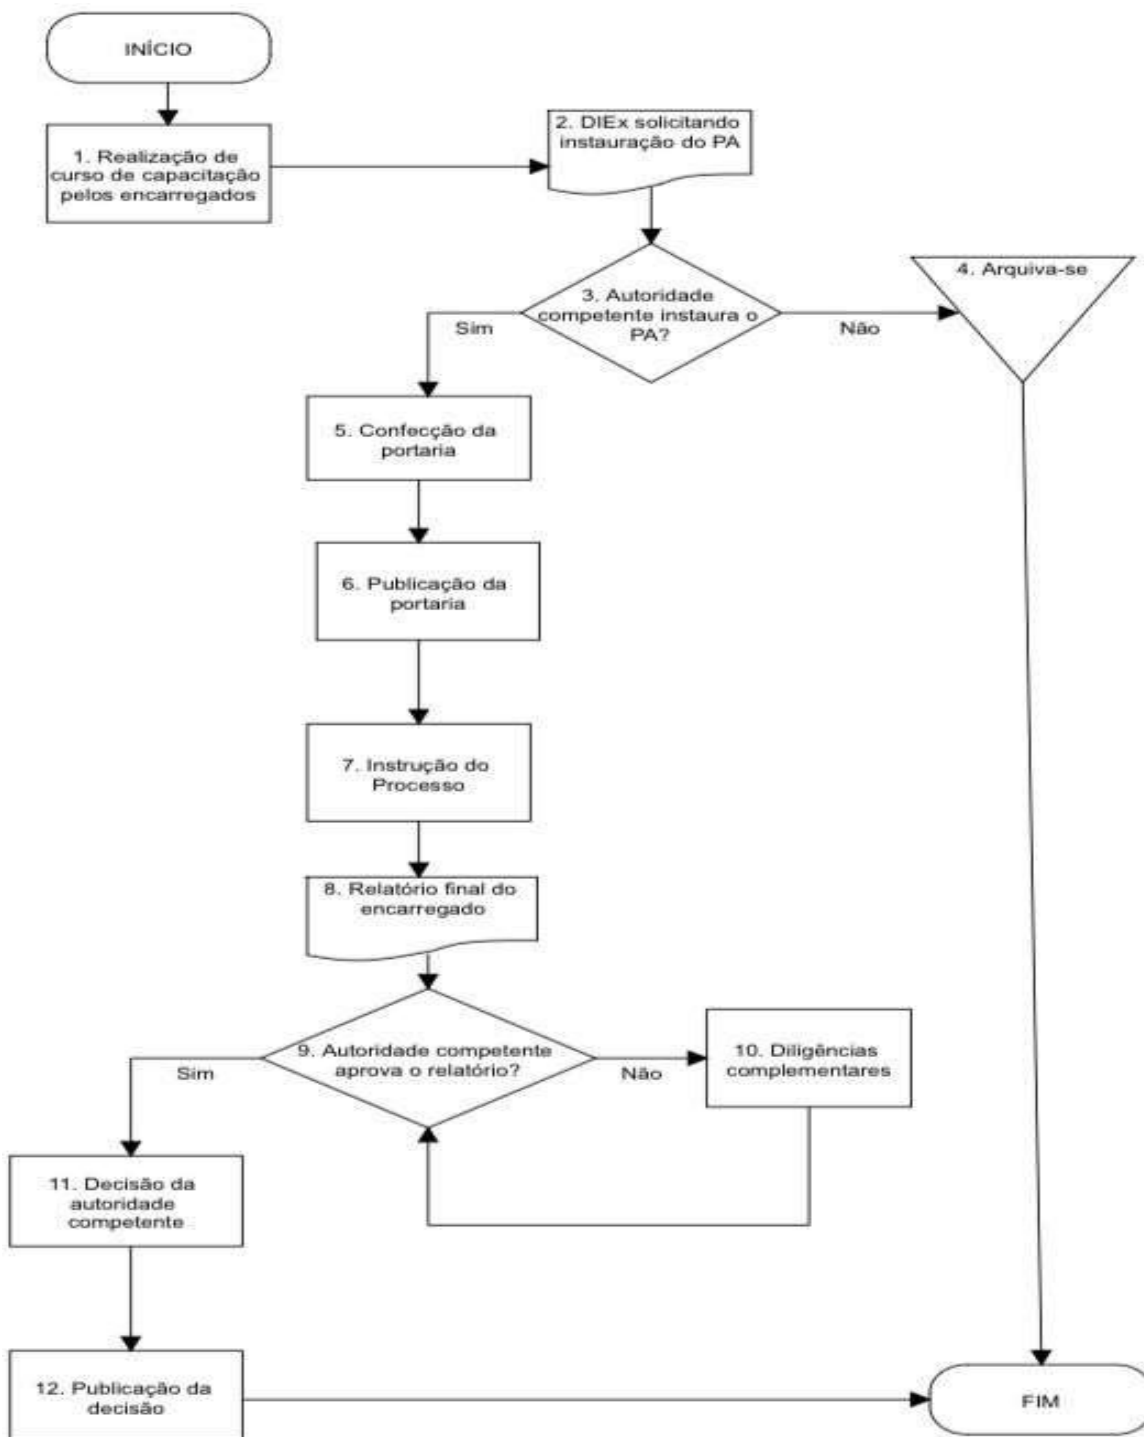 INÍCIO
1. Realização de
curso de capacitação
pelos encarregados
2. DIEx solicitando
instauração do PA
3. Autoridade
competente instaura o
PA?
Sim
Não
4. Arquiva-se
5. Confecção da
portaria
6. Publicação da
portaria
7. Instrução do
Processo
8. Relatório final do
encarregado
9. Autoridade competente
aprova o relatório?
Sim
Não
10. Diligências
complementares
11. Decisão da
autoridade
competente
12. Publicação da
decisão
FIM